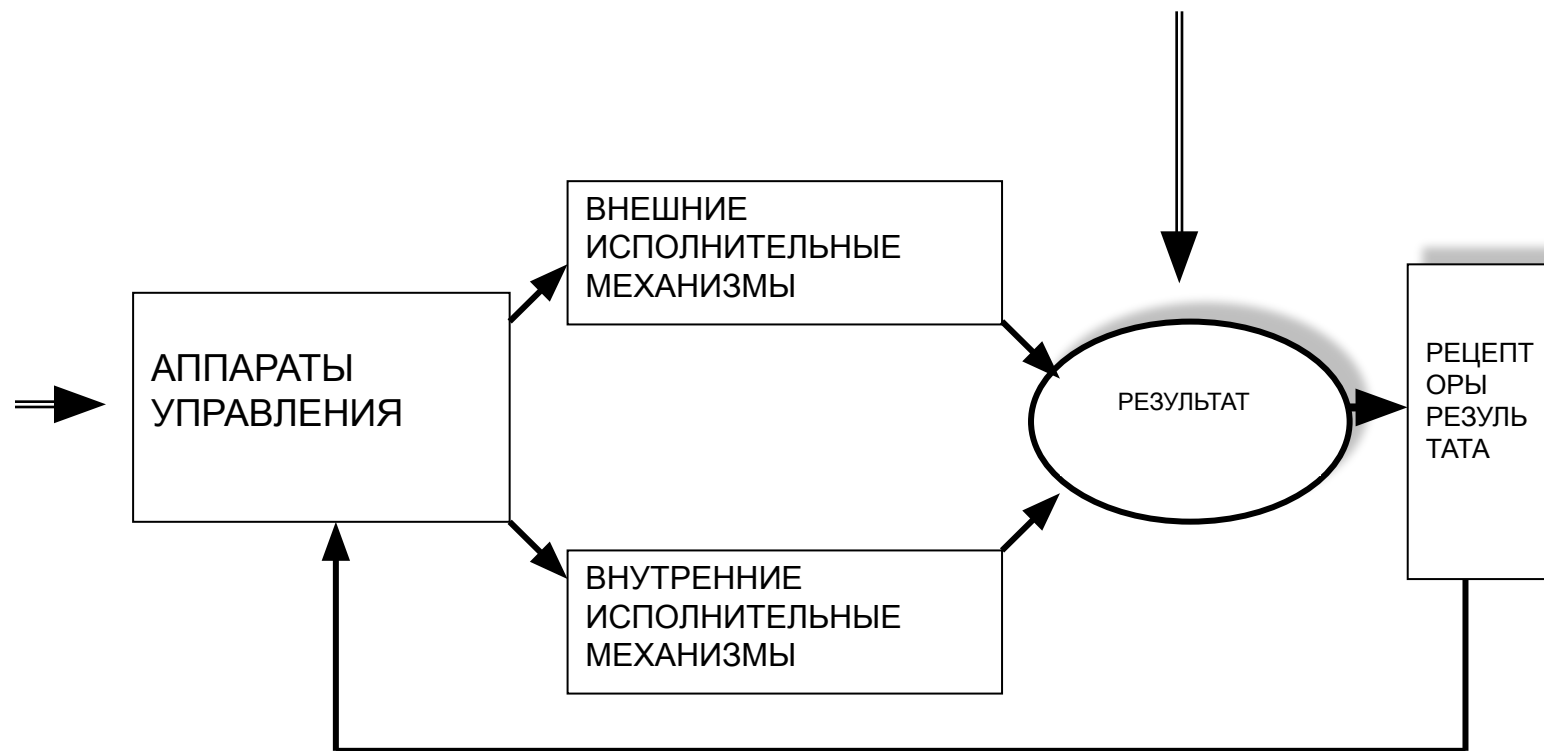 ВНЕШНИЕ
ИСПОЛНИТЕЛЬНЫЕ
МЕХАНИЗМЫ
АППАРАТЫ
УПРАВЛЕНИЯ
РЕЗУЛЬТАТ
РЕЦЕПТ
ОРЫ
РЕЗУЛЬ
ТАТА
ВНУТРЕННИЕ
ИСПОЛНИТЕЛЬНЫЕ
МЕХАНИЗМЫ